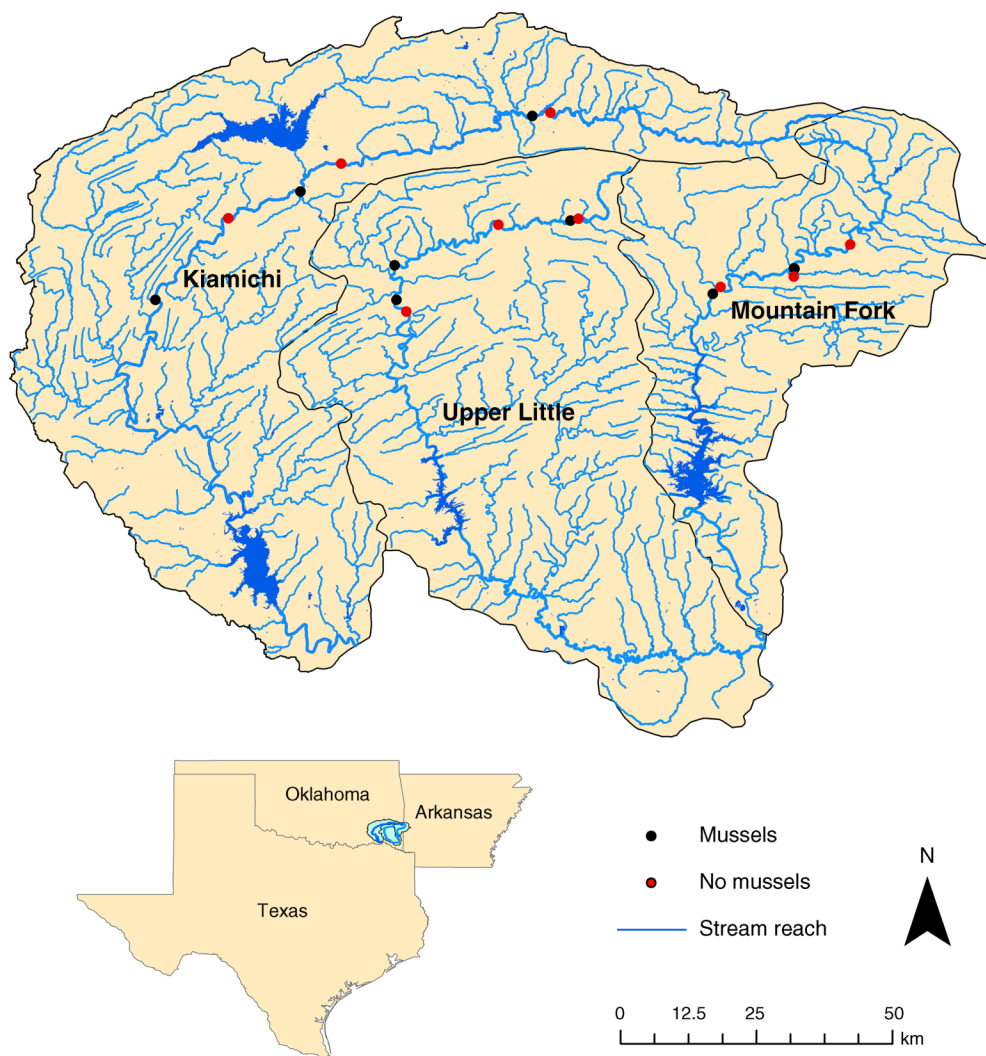 Kiamichi
Mountain Fork
Upper Little
Oklahoma
Arkansas
Texas
Mussels
No mussels
Stream reach
N
0 12.5 25 50
km